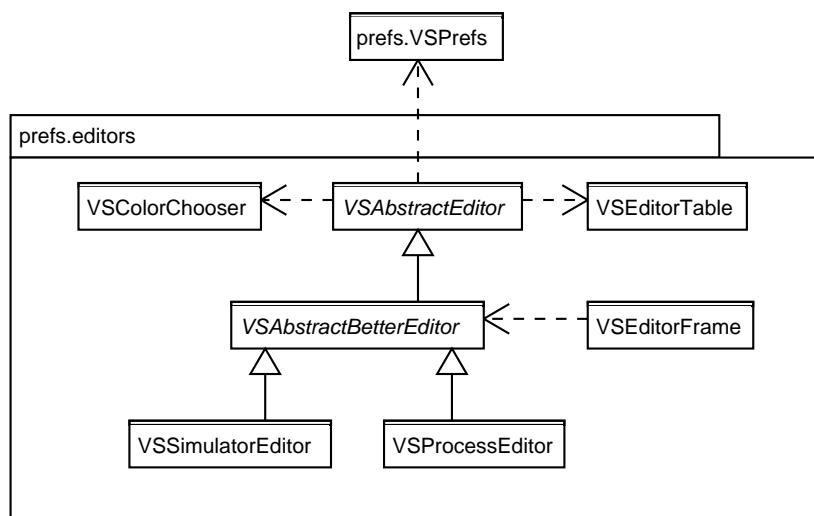 prefs.VSPrefs
prefs.editors
VSColorChooser
VSAbstractEditor
VSEditorTable
VSAbstractBetterEditor
VSEditorFrame
VSSimulatorEditor
VSProcessEditor